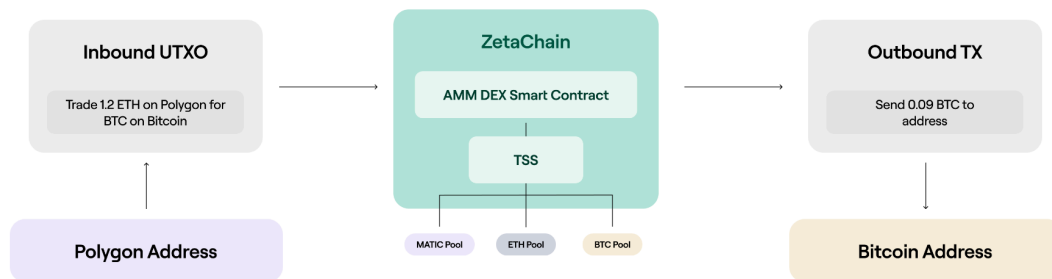 Inbound UTXO
Trade 1.2 ETH on Polygon for
BTC on Bitcoin
Polygon Address
ZetaChain
AMM DEX Smart Contract
TSS
MATIC Pool
ETH Pool
BTC Pool
Outbound TX
Send 0.09 BTC to
address
Bitcoin Address